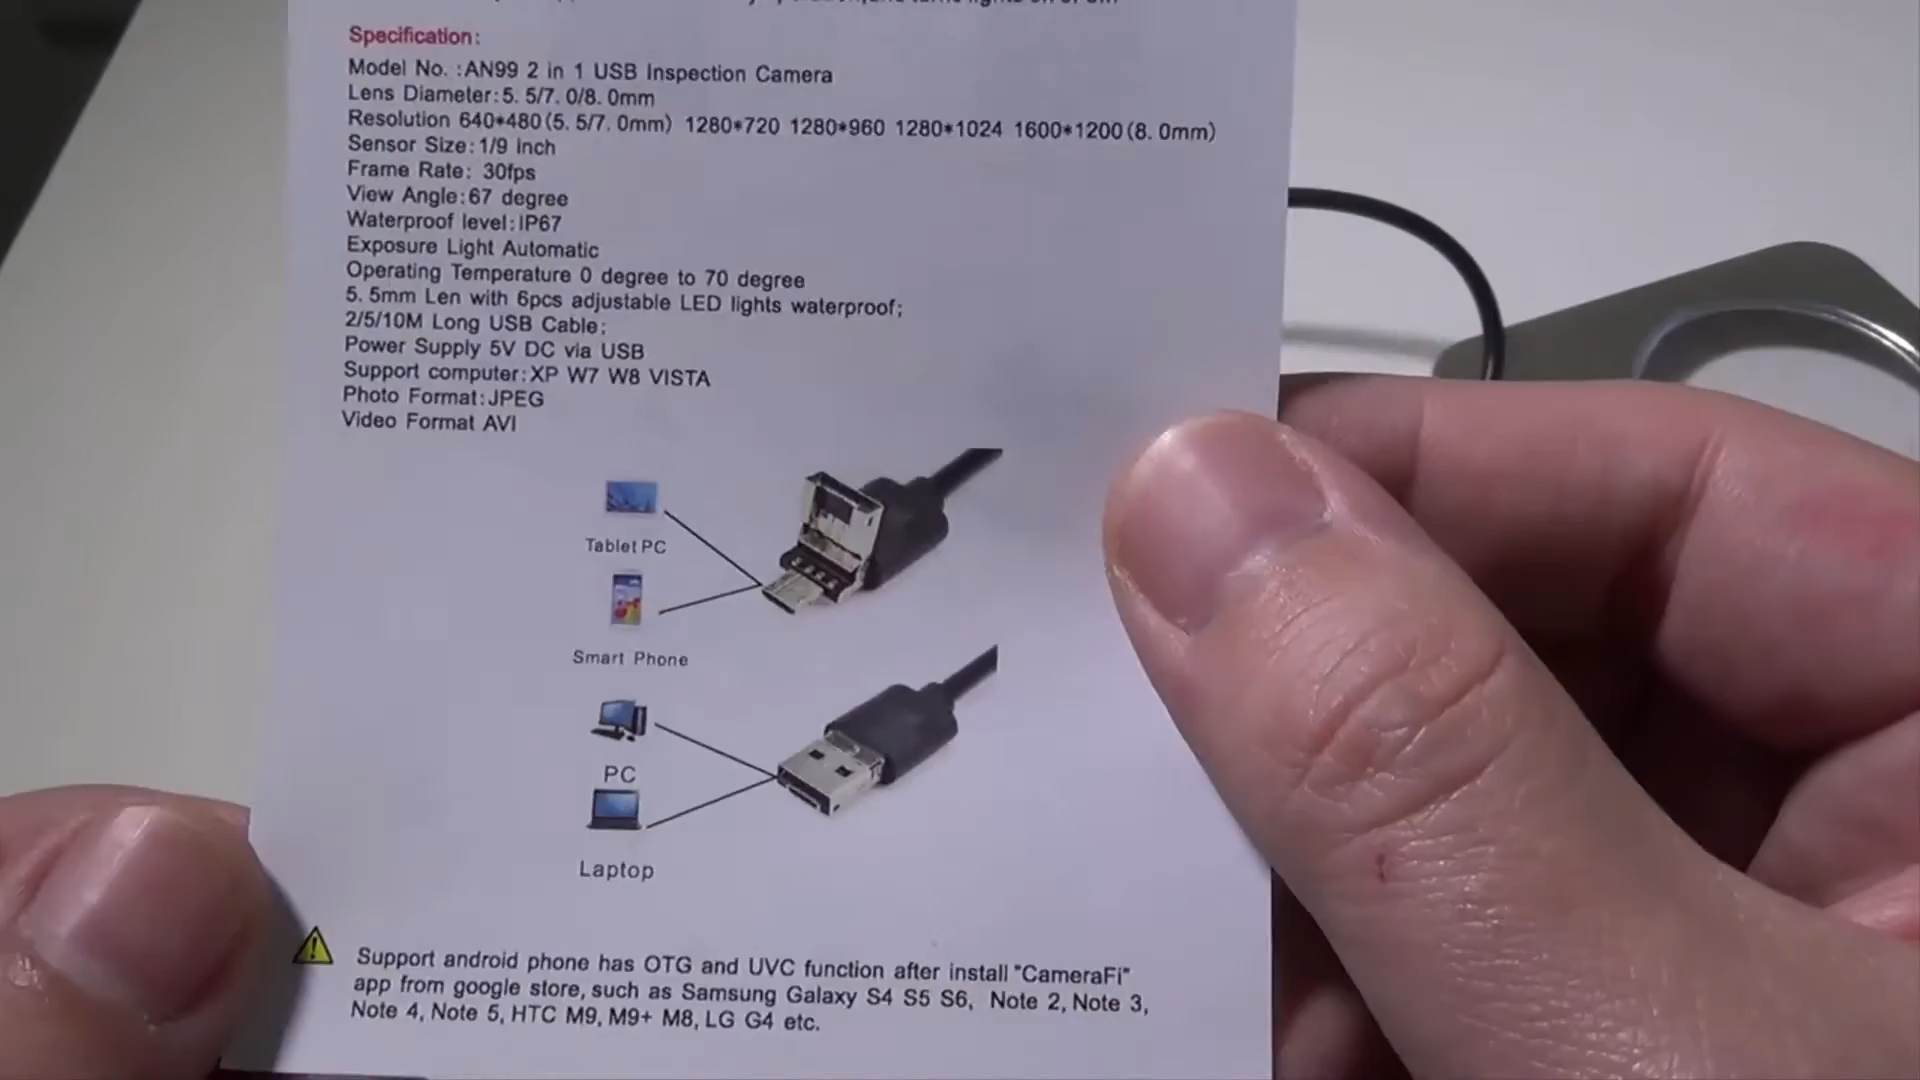 Specification:
Model No. :AN99 2 in 1 USB Inspection Camera
Lens Diameter:5. 5/7. 0/8. 0mm
Resolution 640*480(5. 5/7. 0mm) 1280*720 1280*960 1280*1024 1600*1200(8. 0mm)
Sensor Size:1/9 inch
Frame Rate: 30fps
View Angle:67 degree
Waterproof level:IP67
Exposure Light Automatic
Operating Temperature 0 degree to 70 degree
5. 5mm Len with 6pcs adjustable LED lights waterproof;
2/5/10M Long USB Cable;
Power Supply 5V DC via USB
Support computer:XP W7 W8 VISTA
Photo Format:JPEG
Video Format AVI
Tablet PC
Smart Phone
PC
Laptop
Support android phone has OTG and UVC function after install "CameraFi"
app from google store, such as Samsung Galaxy S4 S5 S6, Note 2, Note 3,
Note 4, Note 5, HTC M9, M9+ M8, LG G4 etc.